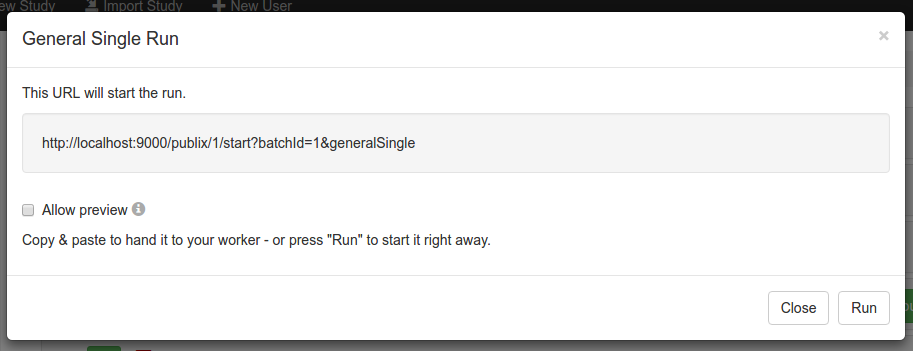 Study Import Study New User
General Single Run ×
This URL will start the run.
http://localhost:9000/publix/1/start?batchId=1&generalSingle
Allow preview
Copy & paste to hand it to your worker - or press "Run" to start it right away.
Close Run